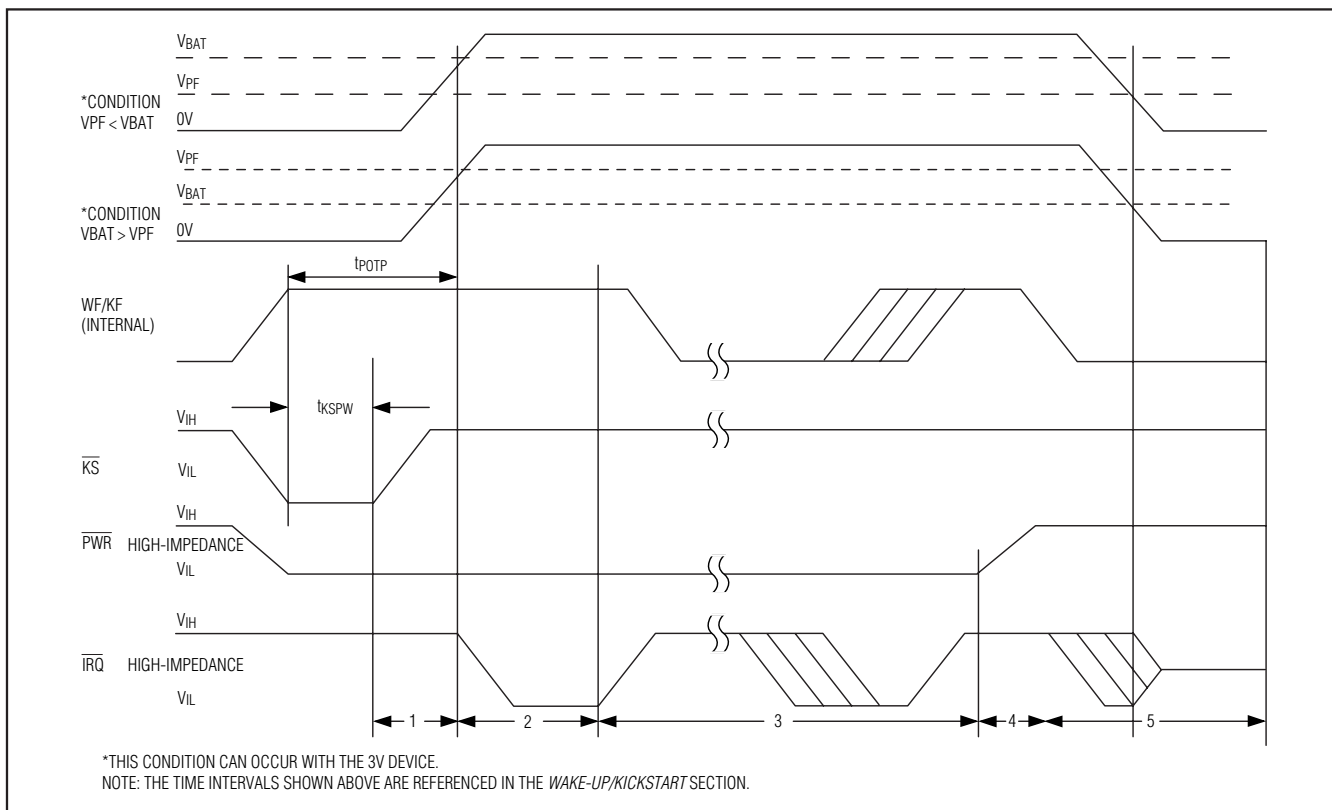 VBAT
VPF
*CONDITION
VPF < VBAT
0V
VPF
VBAT
*CONDITION
VBAT > VPF
0V
tPOTP
WF/KF
(INTERNAL)
tKSPW
VIH
KS
VIL
VIH
PWR HIGH-IMPEDANCE
VIL
VIH
IRQ HIGH-IMPEDANCE
VIL
1 2 3 4 5
*THIS CONDITION CAN OCCUR WITH THE 3V DEVICE.
NOTE: THE TIME INTERVALS SHOWN ABOVE ARE REFERENCED IN THE WAKE-UP/KICKSTART SECTION.